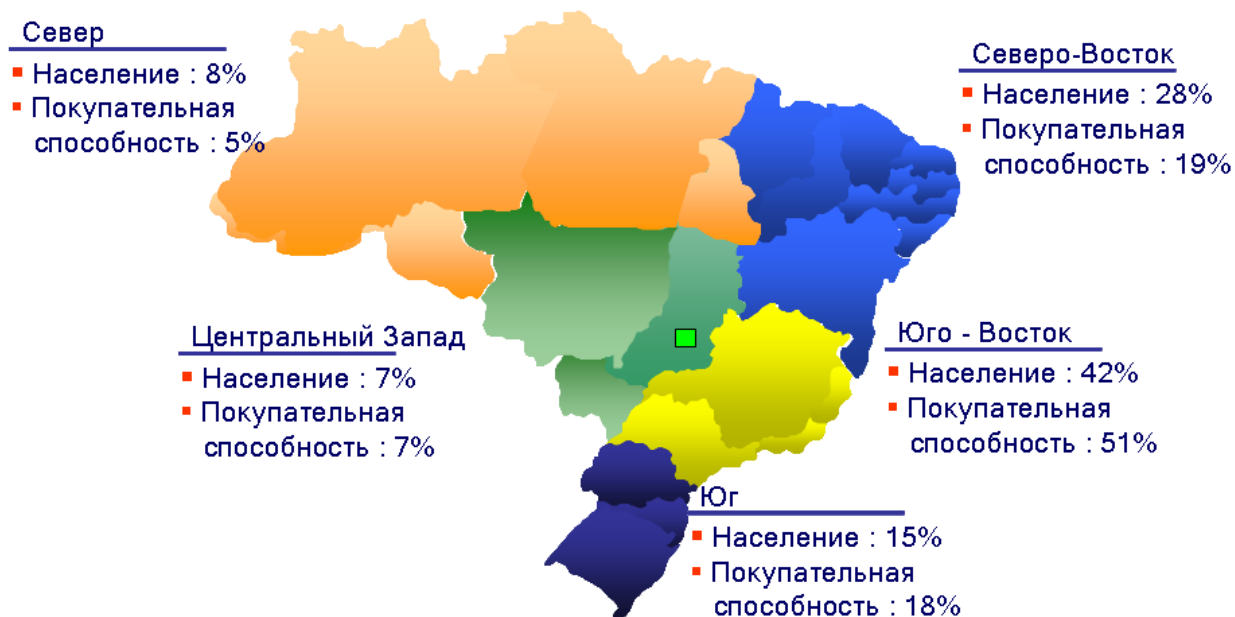 Север
Население : 8%
Покупательная
способность : 5%
Северо-Восток
Население : 28%
Покупательная
способность : 19%
Центральный Запад
Население : 7%
Покупательная
способность : 7%
Юго - Восток
Население : 42%
Покупательная
способность : 51%
Юг
Население : 15%
Покупательная
способность : 18%